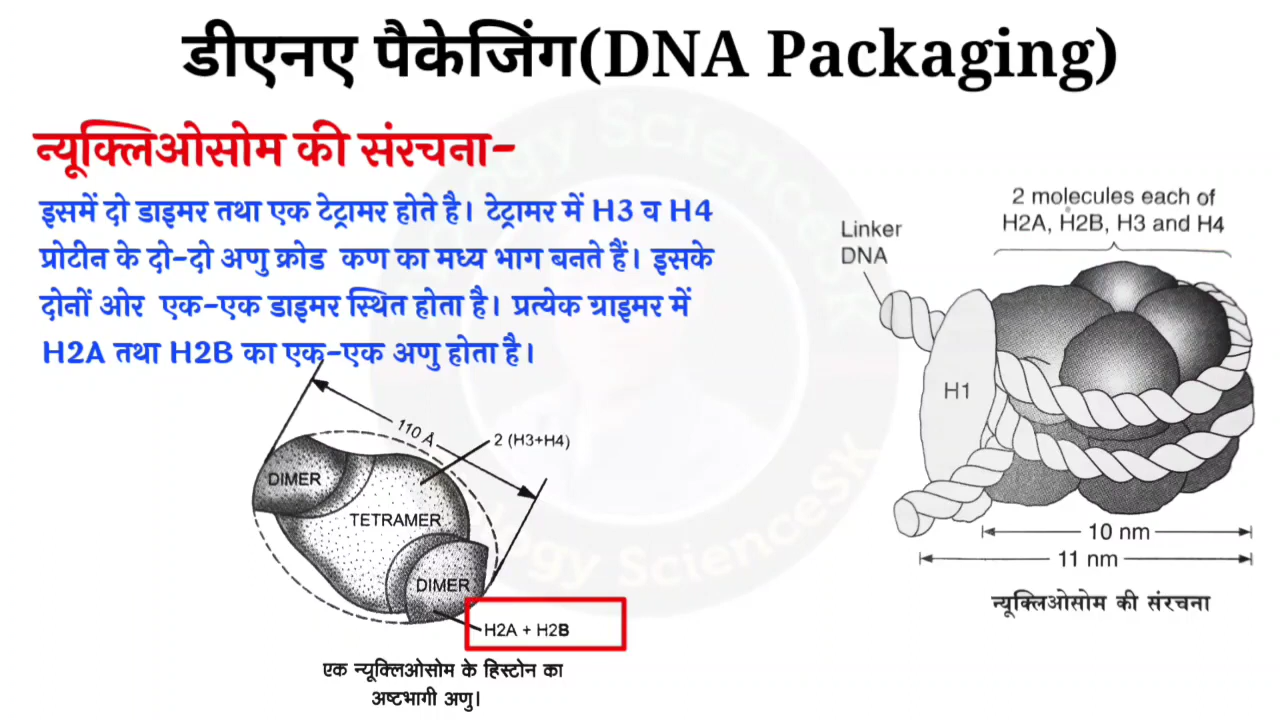 डीएनए पैकेजिंग(DNA Packaging)
न्यूक्लिओसोम की संरचना-
इसमें दो डाइमर तथा एक टेट्रामर होते है। टेट्रामर में H3 व H4
प्रोटीन के दो-दो अणु क्रोड कण का मध्य भाग बनते हैं। इसके
दोनों ओर एक-एक डाइमर स्थित होता है। प्रत्येक ग्राइमर में
H2A तथा H2B का एक-एक अणु होता है।
110 Å
2 (H3+H4)
DIMER
TETRAMER
DIMER
H2A + H2B
एक न्यूक्लिओसोम के हिस्टोन का
अष्टभागी अणु।
2 molecules each of
H2A, H2B, H3 and H4
Linker
DNA
H1
10 nm
11 nm
न्यूक्लिओसोम की संरचना